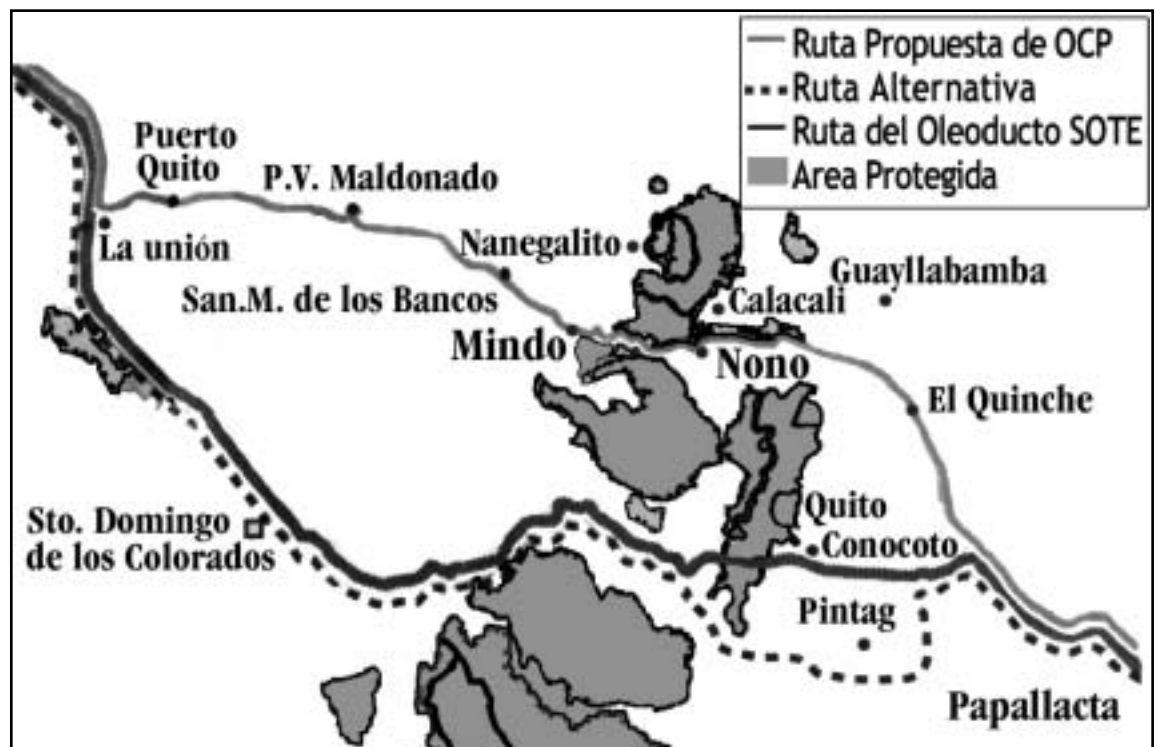 Ruta Propuesta de OCP
Ruta Alternativa
Ruta del Oleoducto SOTE
Area Protegida
Puerto
Quito
P.V. Maldonado
La unión
Nanegalito
Guayllabamba
San.M. de los Bancos
Calacali
Mindo
Nono
El Quinche
Sto. Domingo
de los Colorados
Quito
Conocoto
Pintag
Papallacta